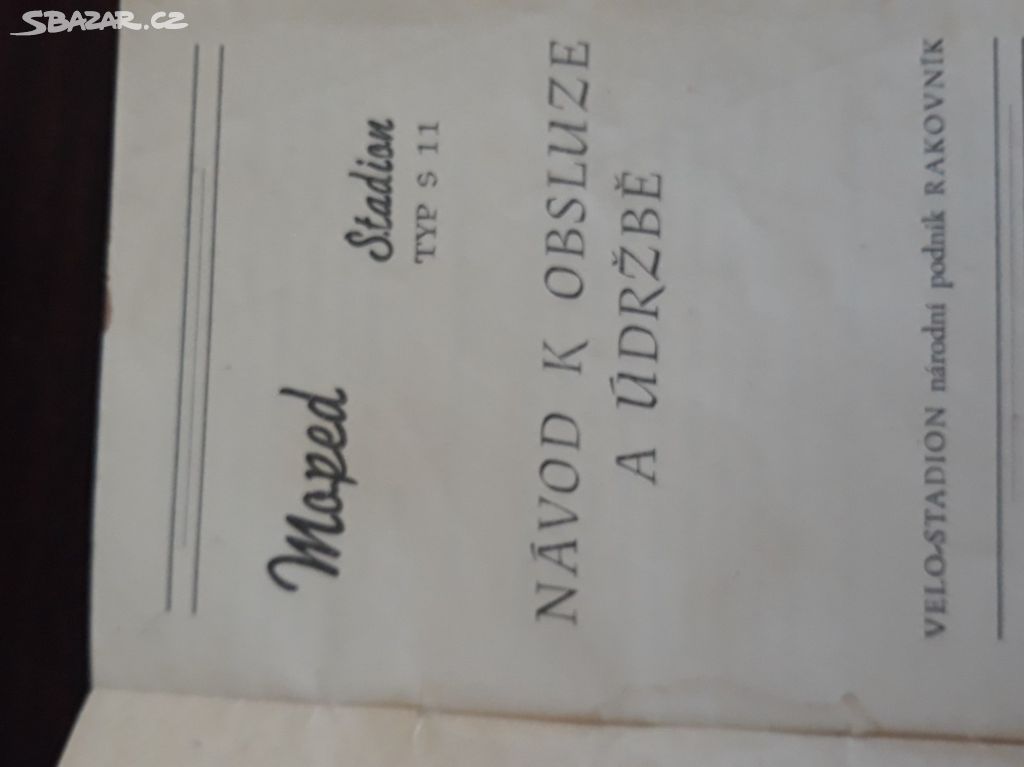 SBAZAR.CZ
Moped
Stadion
TYP S 11
NÁVOD K OBSLUZE
A ÚDRŽBĚ
VELO-STADION národní podnik RAKOVNÍK